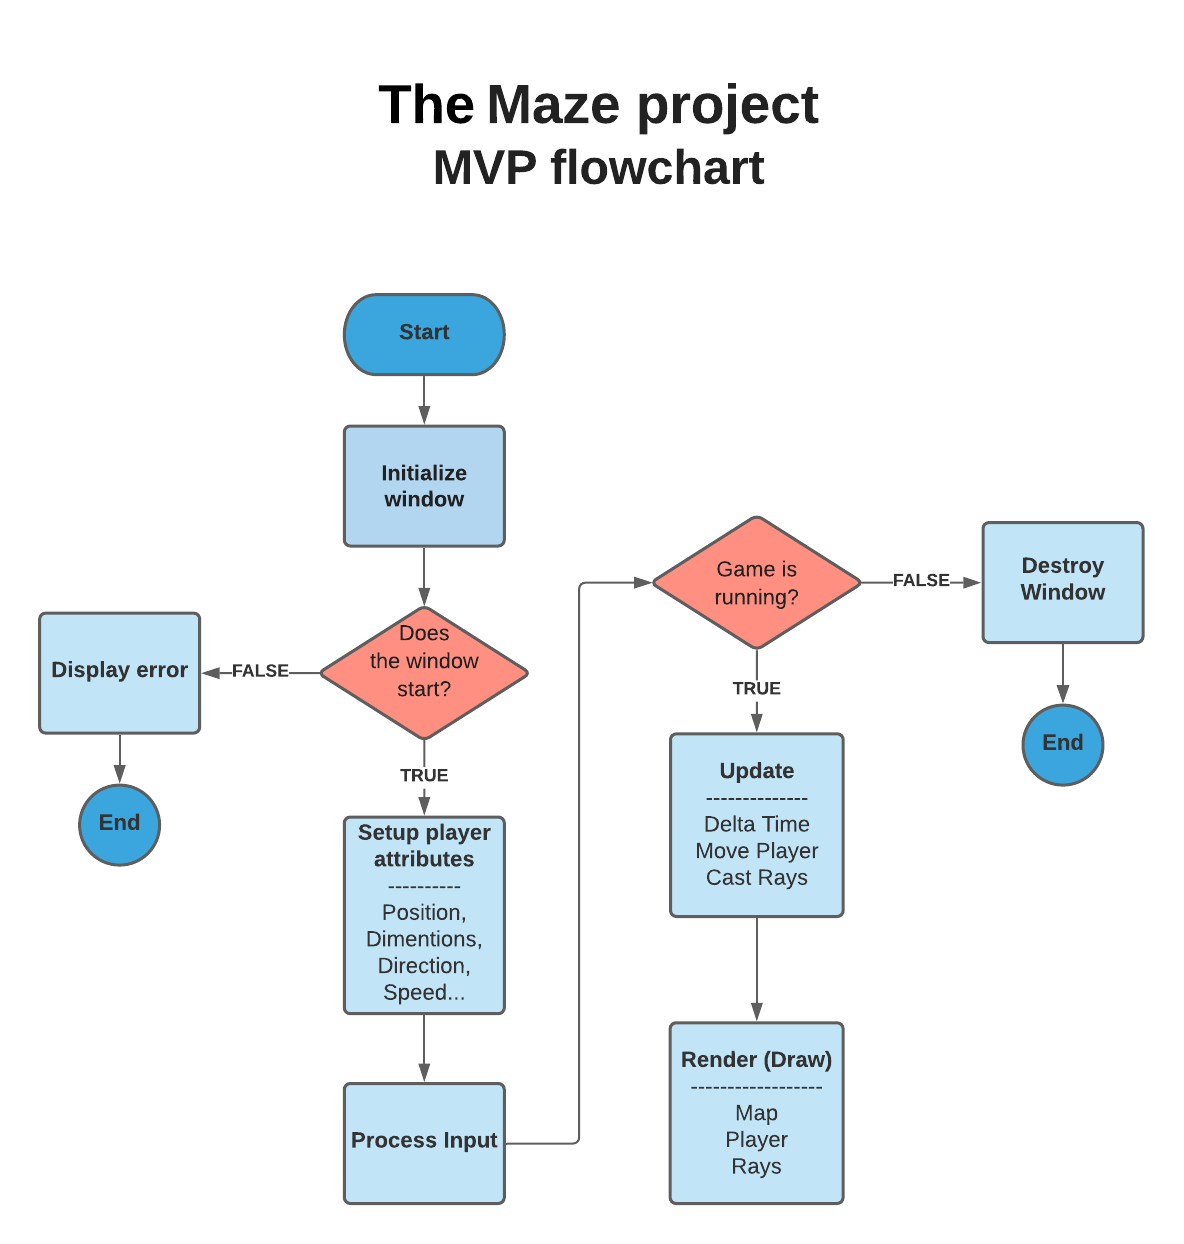 The Maze project
MVP flowchart
Start
Initialize
window
Does
the window
start?
FALSE
Display error
End
TRUE
Setup player
attributes
----------
Position,
Dimentions,
Direction,
Speed...
Process Input
Game is
running?
FALSE
Destroy
Window
End
TRUE
Update
--------------
Delta Time
Move Player
Cast Rays
Render (Draw)
------------------
Map
Player
Rays